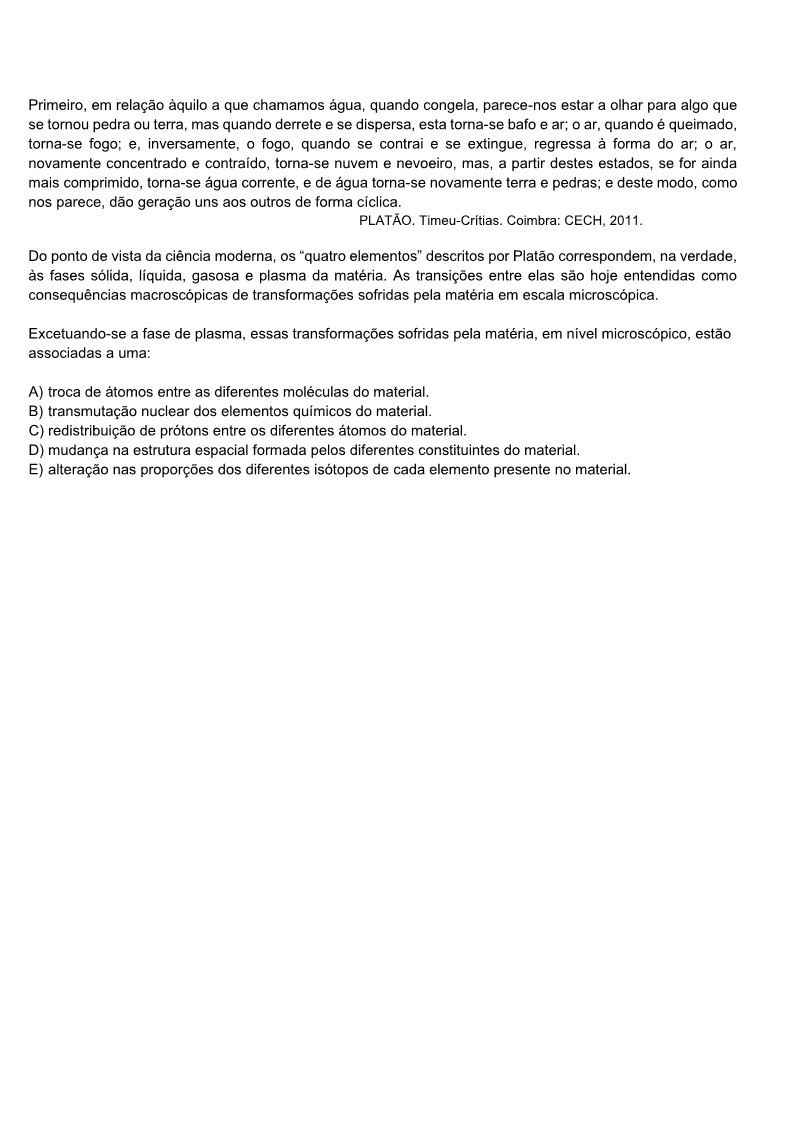 Primeiro, em relação àquilo a que chamamos água, quando congela, parece-nos estar a olhar para algo que
se tornou pedra ou terra, mas quando derrete e se dispersa, esta torna-se bafo e ar; o ar, quando é queimado,
torna-se fogo; e, inversamente, o fogo, quando se contrai e se extingue, regressa à forma do ar; o ar,
novamente concentrado e contraído, torna-se nuvem e nevoeiro, mas, a partir destes estados, se for ainda
mais comprimido, torna-se água corrente, e de água torna-se novamente terra e pedras; e deste modo, como
nos parece, dão geração uns aos outros de forma cíclica.
PLATÃO. Timeu-Crítias. Coimbra: CECH, 2011.
Do ponto de vista da ciência moderna, os “quatro elementos” descritos por Platão correspondem, na verdade,
às fases sólida, líquida, gasosa e plasma da matéria. As transições entre elas são hoje entendidas como
consequências macroscópicas de transformações sofridas pela matéria em escala microscópica.
Excetuando-se a fase de plasma, essas transformações sofridas pela matéria, em nível microscópico, estão
associadas a uma:
A) troca de átomos entre as diferentes moléculas do material.
B) transmutação nuclear dos elementos químicos do material.
C) redistribuição de prótons entre os diferentes átomos do material.
D) mudança na estrutura espacial formada pelos diferentes constituintes do material.
E) alteração nas proporções dos diferentes isótopos de cada elemento presente no material.